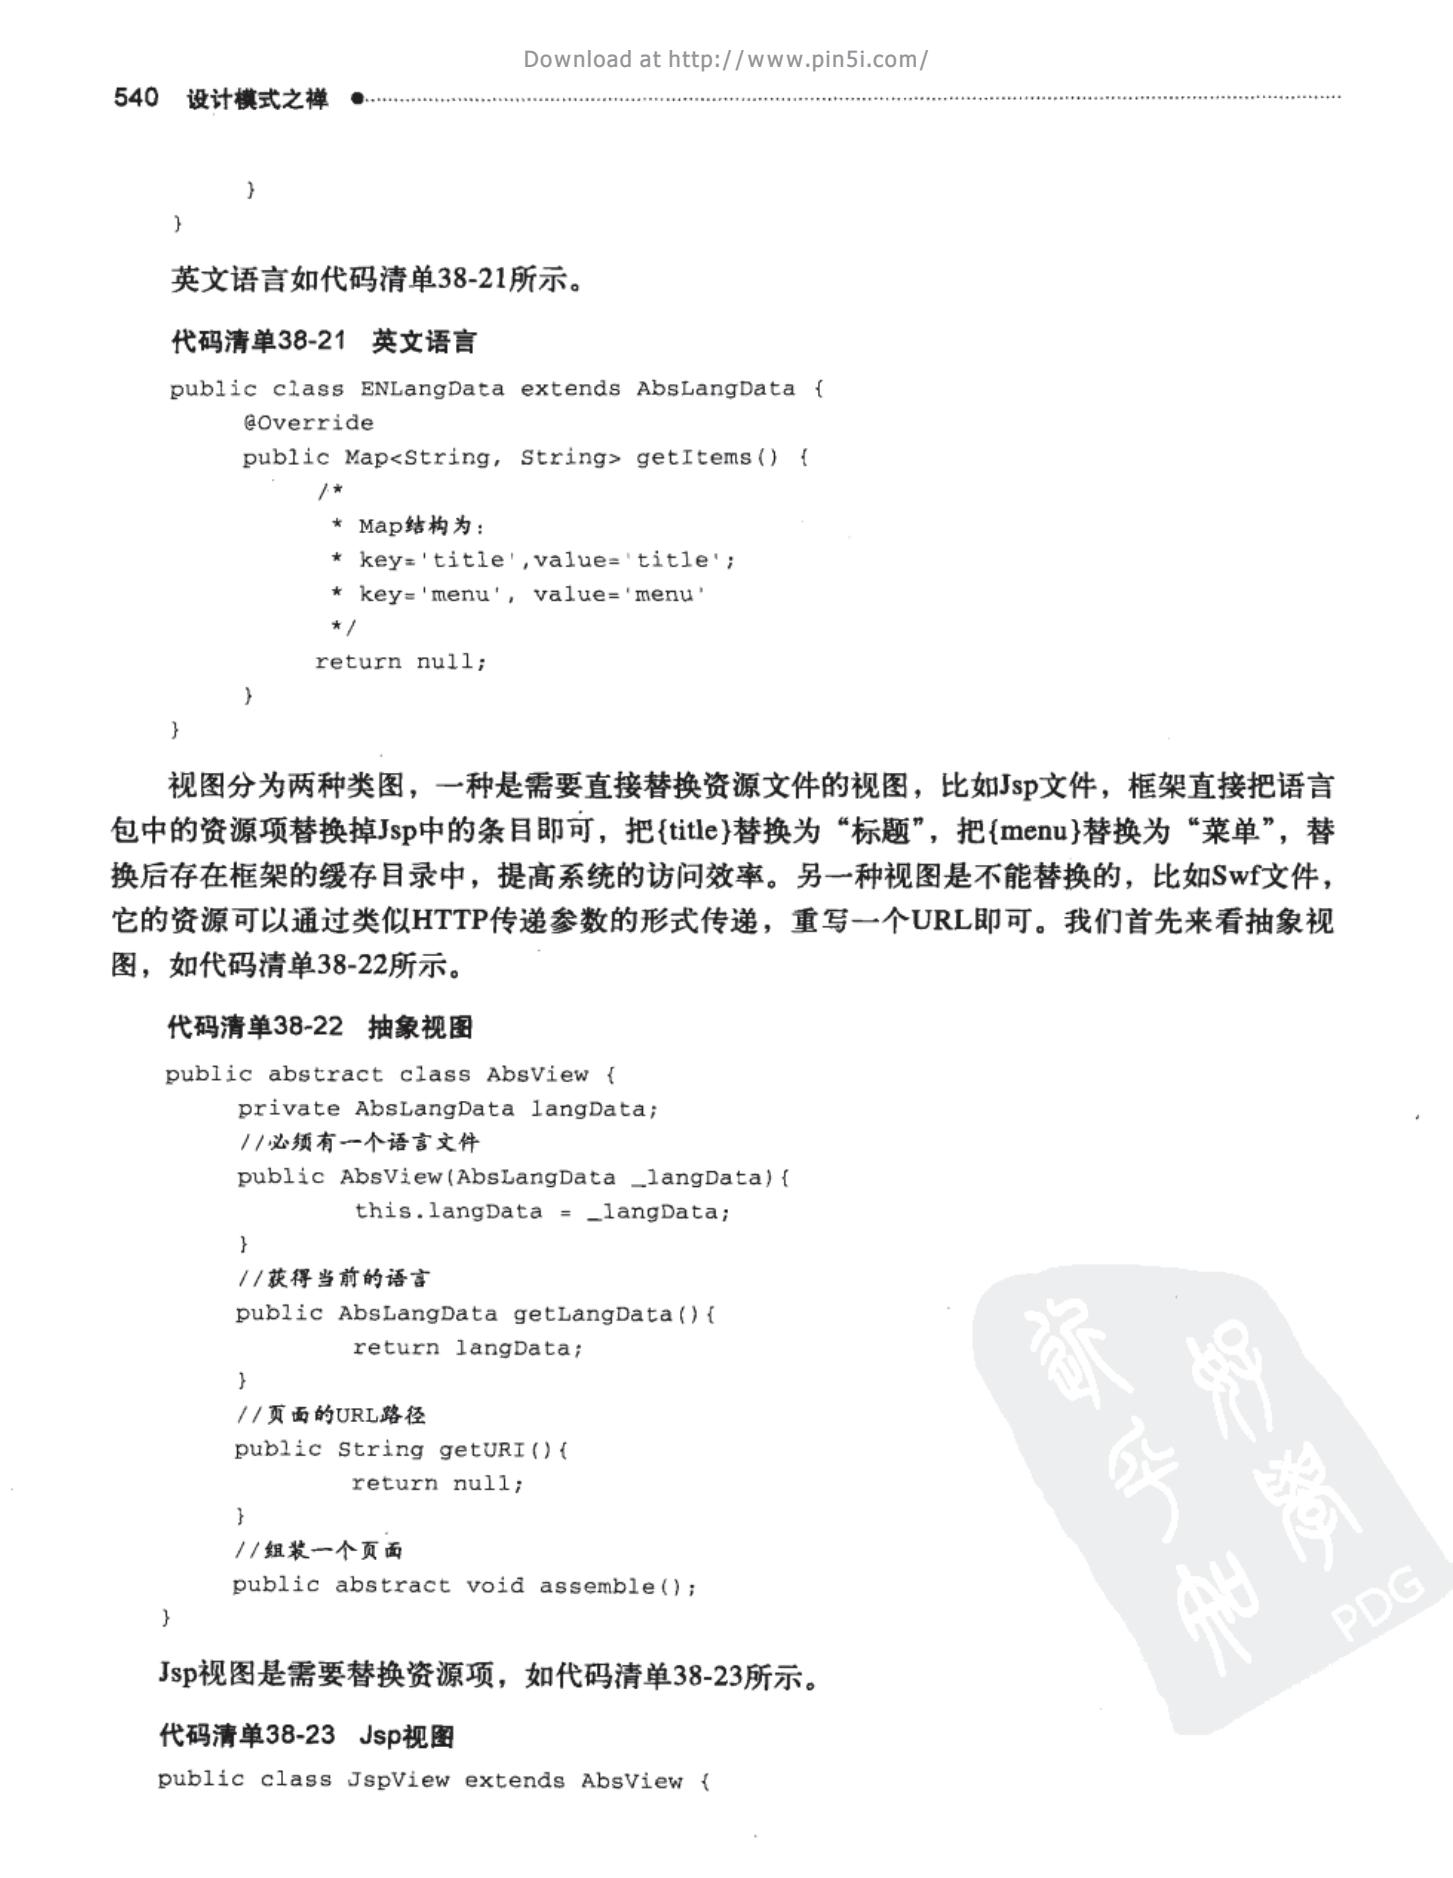 Download at http://www.pin5i.com/
540 设计模式之禅
}
}
英文语言如代码清单38-21所示。
代码清单38-21 英文语言
public class ENLangData extends AbsLangData {
@Override
public Map<String, String> getItems() {
/*
* Map结构为：
* key='title',value='title';
* key='menu', value='menu'
*/
return null;
}
}
视图分为两种类图，一种是需要直接替换资源文件的视图，比如Jsp文件，框架直接把语言
包中的资源项替换掉Jsp中的条目即可，把{title}替换为“标题”，把{menu}替换为“菜单”，替
换后存在框架的缓存目录中，提高系统的访问效率。另一种视图是不能替换的，比如Swf文件，
它的资源可以通过类似HTTP传递参数的形式传递，重写一个URL即可。我们首先来看抽象视
图，如代码清单38-22所示。
代码清单38-22 抽象视图
public abstract class AbsView {
private AbsLangData langData;
//必须有一个语言文件
public AbsView(AbsLangData _langData){
this.langData = _langData;
}
//获得当前的语言
public AbsLangData getLangData(){
return langData;
}
//页面的URL路径
public String getURI(){
return null;
}
//组装一个页面
public abstract void assemble();
}
Jsp视图是需要替换资源项，如代码清单38-23所示。
代码清单38-23 Jsp视图
public class JspView extends AbsView {
PDG